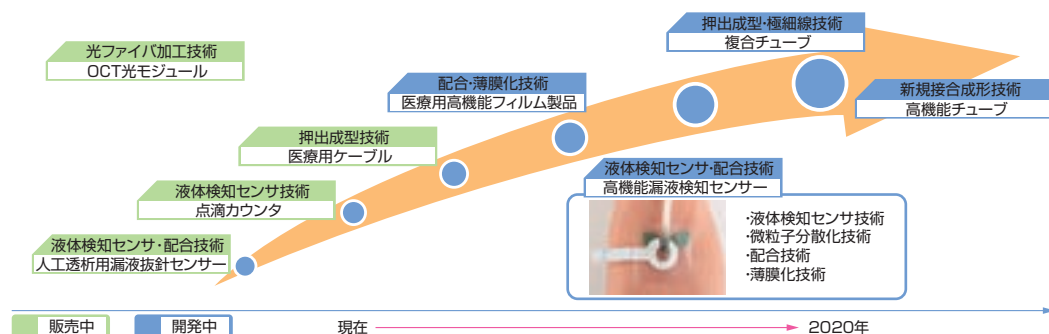 光ファイバ加工技術
OCT光モジュール
押出成型・極細線技術
複合チューブ
配合・薄膜化技術
医療用高機能フィルム製品
新規接合成形技術
高機能チューブ
押出成型技術
医療用ケーブル
液体検知センサ・配合技術
高機能漏液検知センサー
液体検知センサ技術
点滴カウンタ
・液体検知センサ技術
・微粒子分散化技術
・配合技術
・薄膜化技術
液体検知センサ・配合技術
人工透析用漏液抜針センサー
販売中
開発中
現在
2020年